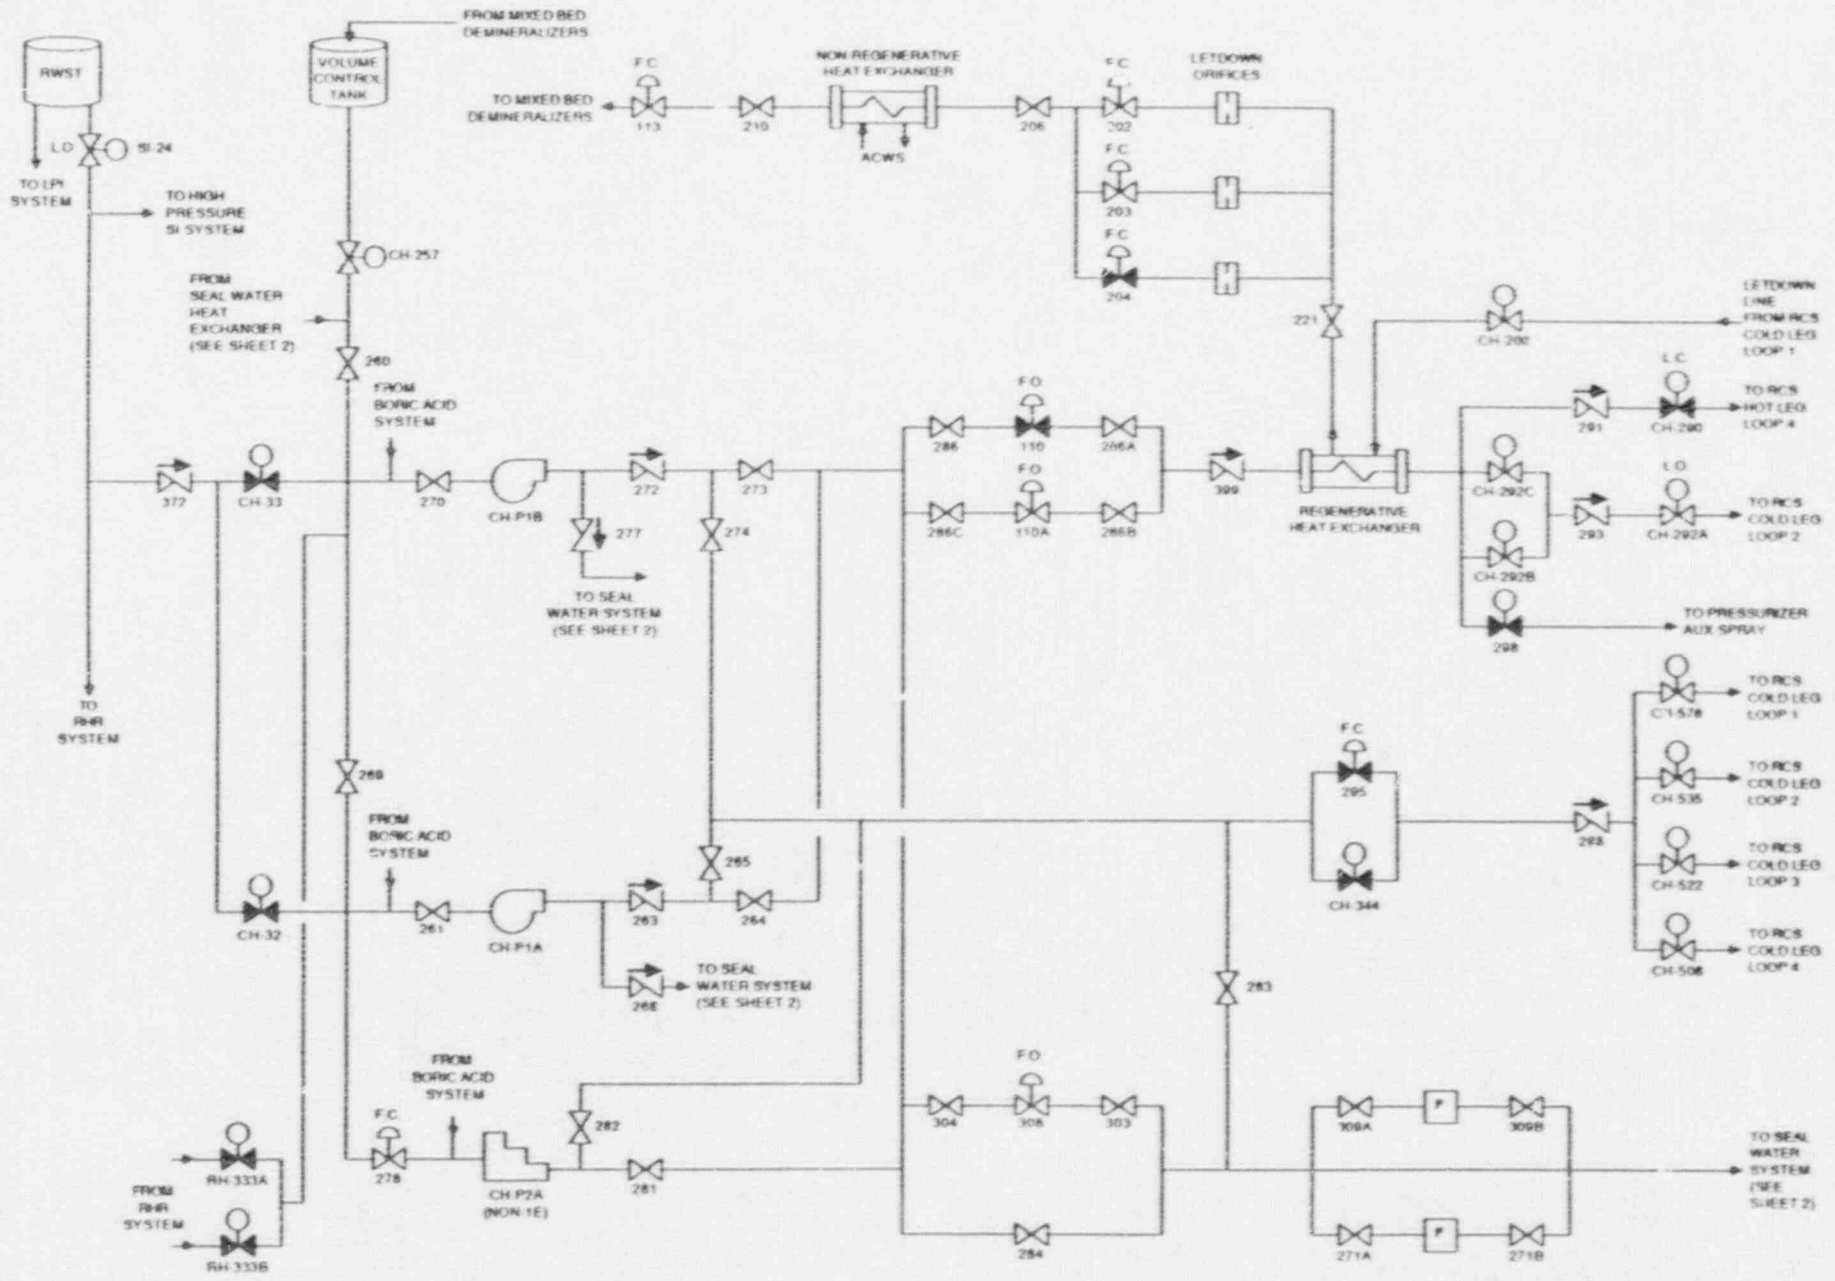 FROM MIXED BED
DEMINERALIZERS
RWST
VOLUME
CONTROL
TANK
F.C
NON-REGENERATIVE
HEAT EXCHANGER
F.C
LETDOWN
ORIFICES
TO MIXED BED
DEMINERALIZERS
113
210
206
202
ACWS
L.O
SI-24
TO LPI
SYSTEM
TO HIGH
PRESSURE
SI SYSTEM
F.C
203
F.C
204
CH-257
FROM
SEAL WATER
HEAT
EXCHANGER
(SEE SHEET 2)
260
221
CH-200
LETDOWN
LINE
FROM RCS
COLD LEG
LOOP 1
FROM
BORIC ACID
SYSTEM
F.O
L.C
286
110
286A
291
CH-290
TO RCS
HOT LEG
LOOP 4
372
CH-33
270
CH-P1B
272
273
F.O
399
CH-292C
L.O
277
274
286C
110A
286B
REGENERATIVE
HEAT EXCHANGER
293
CH-292A
TO RCS
COLD LEG
LOOP 2
CH-292B
TO SEAL
WATER SYSTEM
(SEE SHEET 2)
298
TO PRESSURIZER
AUX SPRAY
TO
RHR
SYSTEM
TO RCS
COLD LEG
LOOP 1
F.C
269
295
CH-535
TO RCS
COLD LEG
LOOP 2
FROM
BORIC ACID
SYSTEM
265
CH-522
TO RCS
COLD LEG
LOOP 3
CH-32
261
CH-P1A
263
264
CH-344
TO RCS
COLD LEG
LOOP 4
TO SEAL
WATER SYSTEM
(SEE SHEET 2)
283
FROM
BORIC ACID
SYSTEM
F.O
F.C
282
304
308
303
309A
F
309B
RH-333A
278
CH-P2A
(NON-1E)
281
TO SEAL
WATER
SYSTEM
(SEE
SHEET 2)
FROM
RHR
SYSTEM
RH-333B
284
271A
F
271B